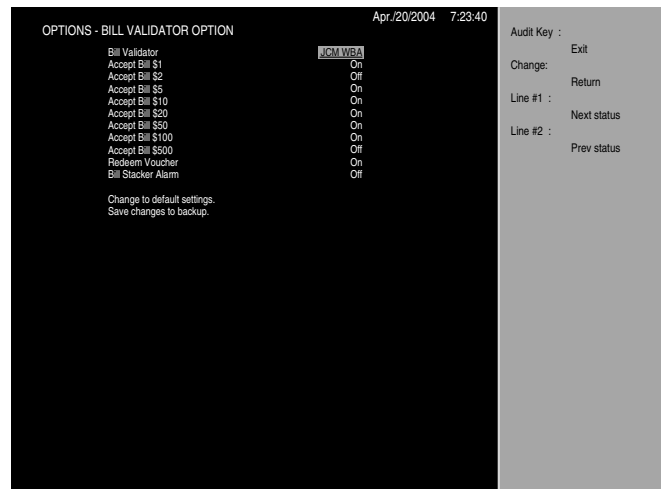 Apr./20/2004 7:23:40
OPTIONS - BILL VALIDATOR OPTION
Bill Validator JCM WBA
Accept Bill $1 On
Accept Bill $2 Off
Accept Bill $5 On
Accept Bill $10 On
Accept Bill $20 On
Accept Bill $50 On
Accept Bill $100 On
Accept Bill $500 Off
Redeem Voucher On
Bill Stacker Alarm Off
Change to default settings.
Save changes to backup.
Audit Key :
Exit
Change:
Return
Line #1 :
Next status
Line #2 :
Prev status